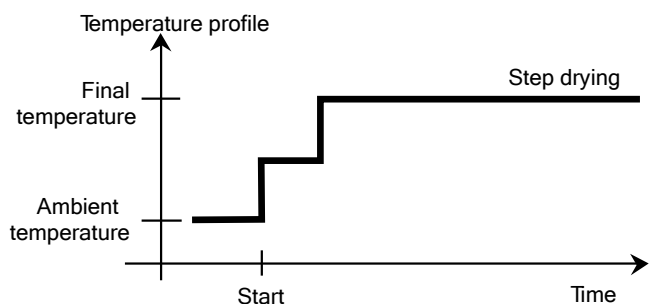 Temperature profile
Final
temperature
Step drying
Ambient
temperature
Start
Time